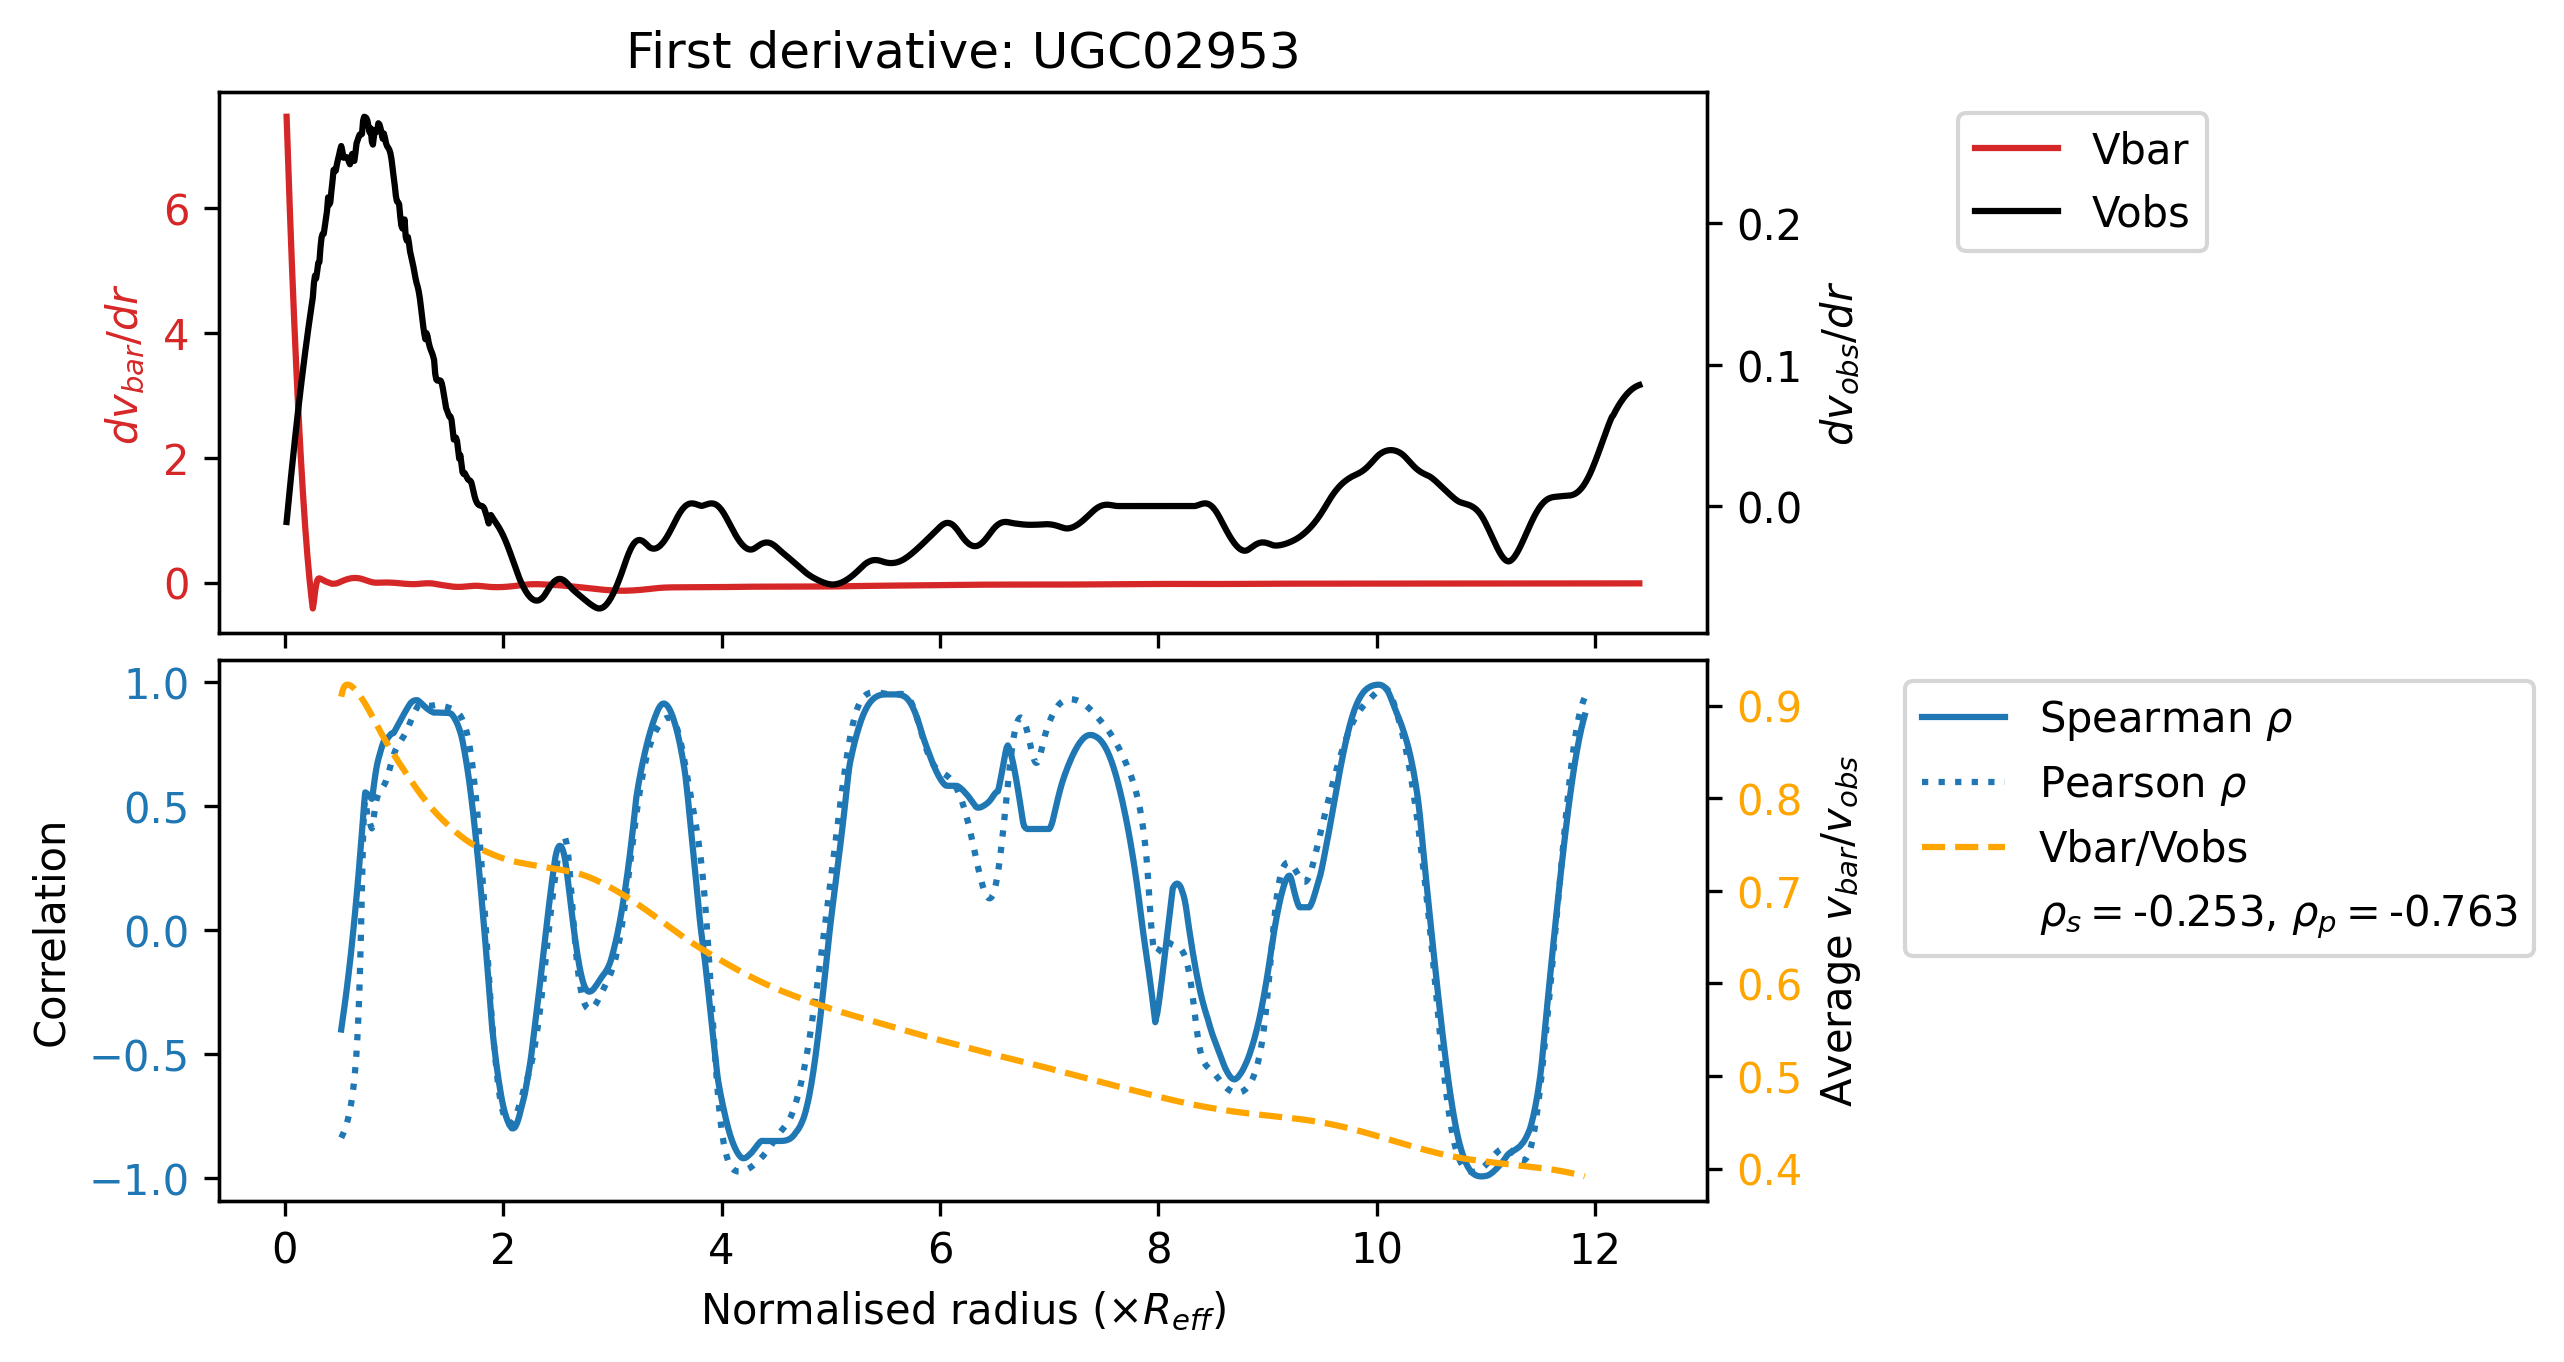 First derivative: UGC02953
6
4
2
0
dv_bar/dr
0.2
0.1
0.0
dv_obs/dr
Vbar
Vobs
1.0
0.5
0.0
−0.5
−1.0
Correlation
0.9
0.8
0.7
0.6
0.5
0.4
Average v_bar/v_obs
Spearman ρ
Pearson ρ
Vbar/Vobs
ρ_s = -0.253, ρ_p = -0.763
0 2 4 6 8 10 12
Normalised radius (×R_eff)